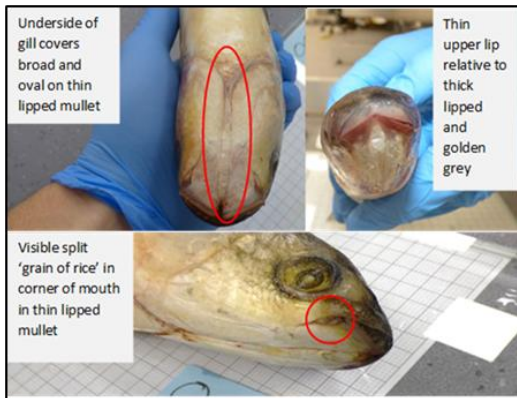 Underside of
gill covers
broad and
oval on thin
lipped mullet
Thin
upper lip
relative to
thick
lipped
and
golden
grey
Visible split
‘grain of rice’ in
corner of mouth
in thin lipped
mullet